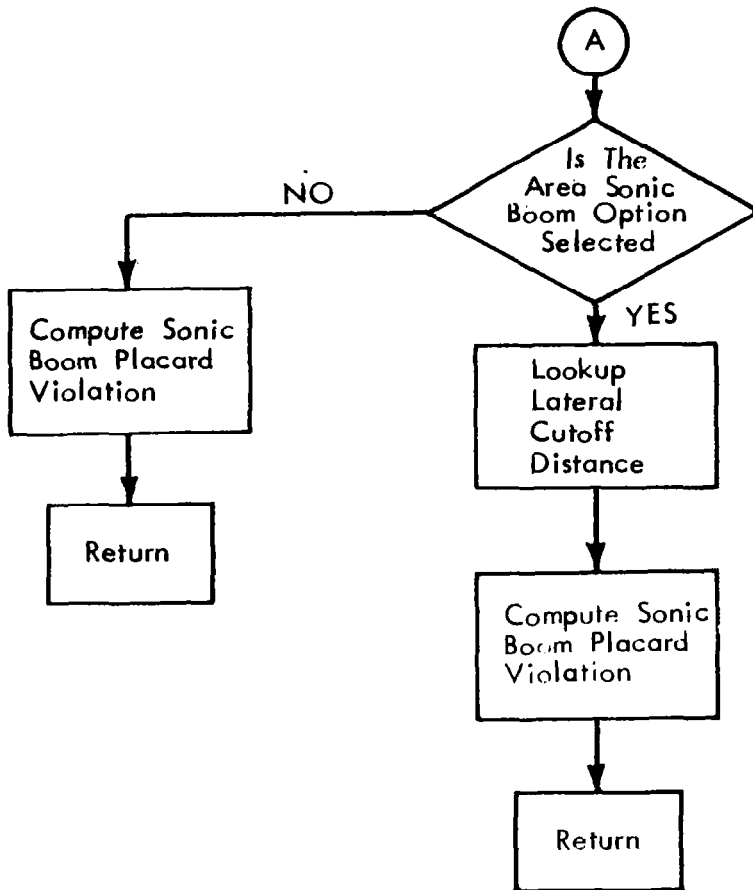 A
Is The
Area Sonic
Boom Option
Selected
NO
YES
Compute Sonic
Boom Placard
Violation
Lookup
Lateral
Cutoff
Distance
Return
Compute Sonic
Boom Placard
Violation
Return